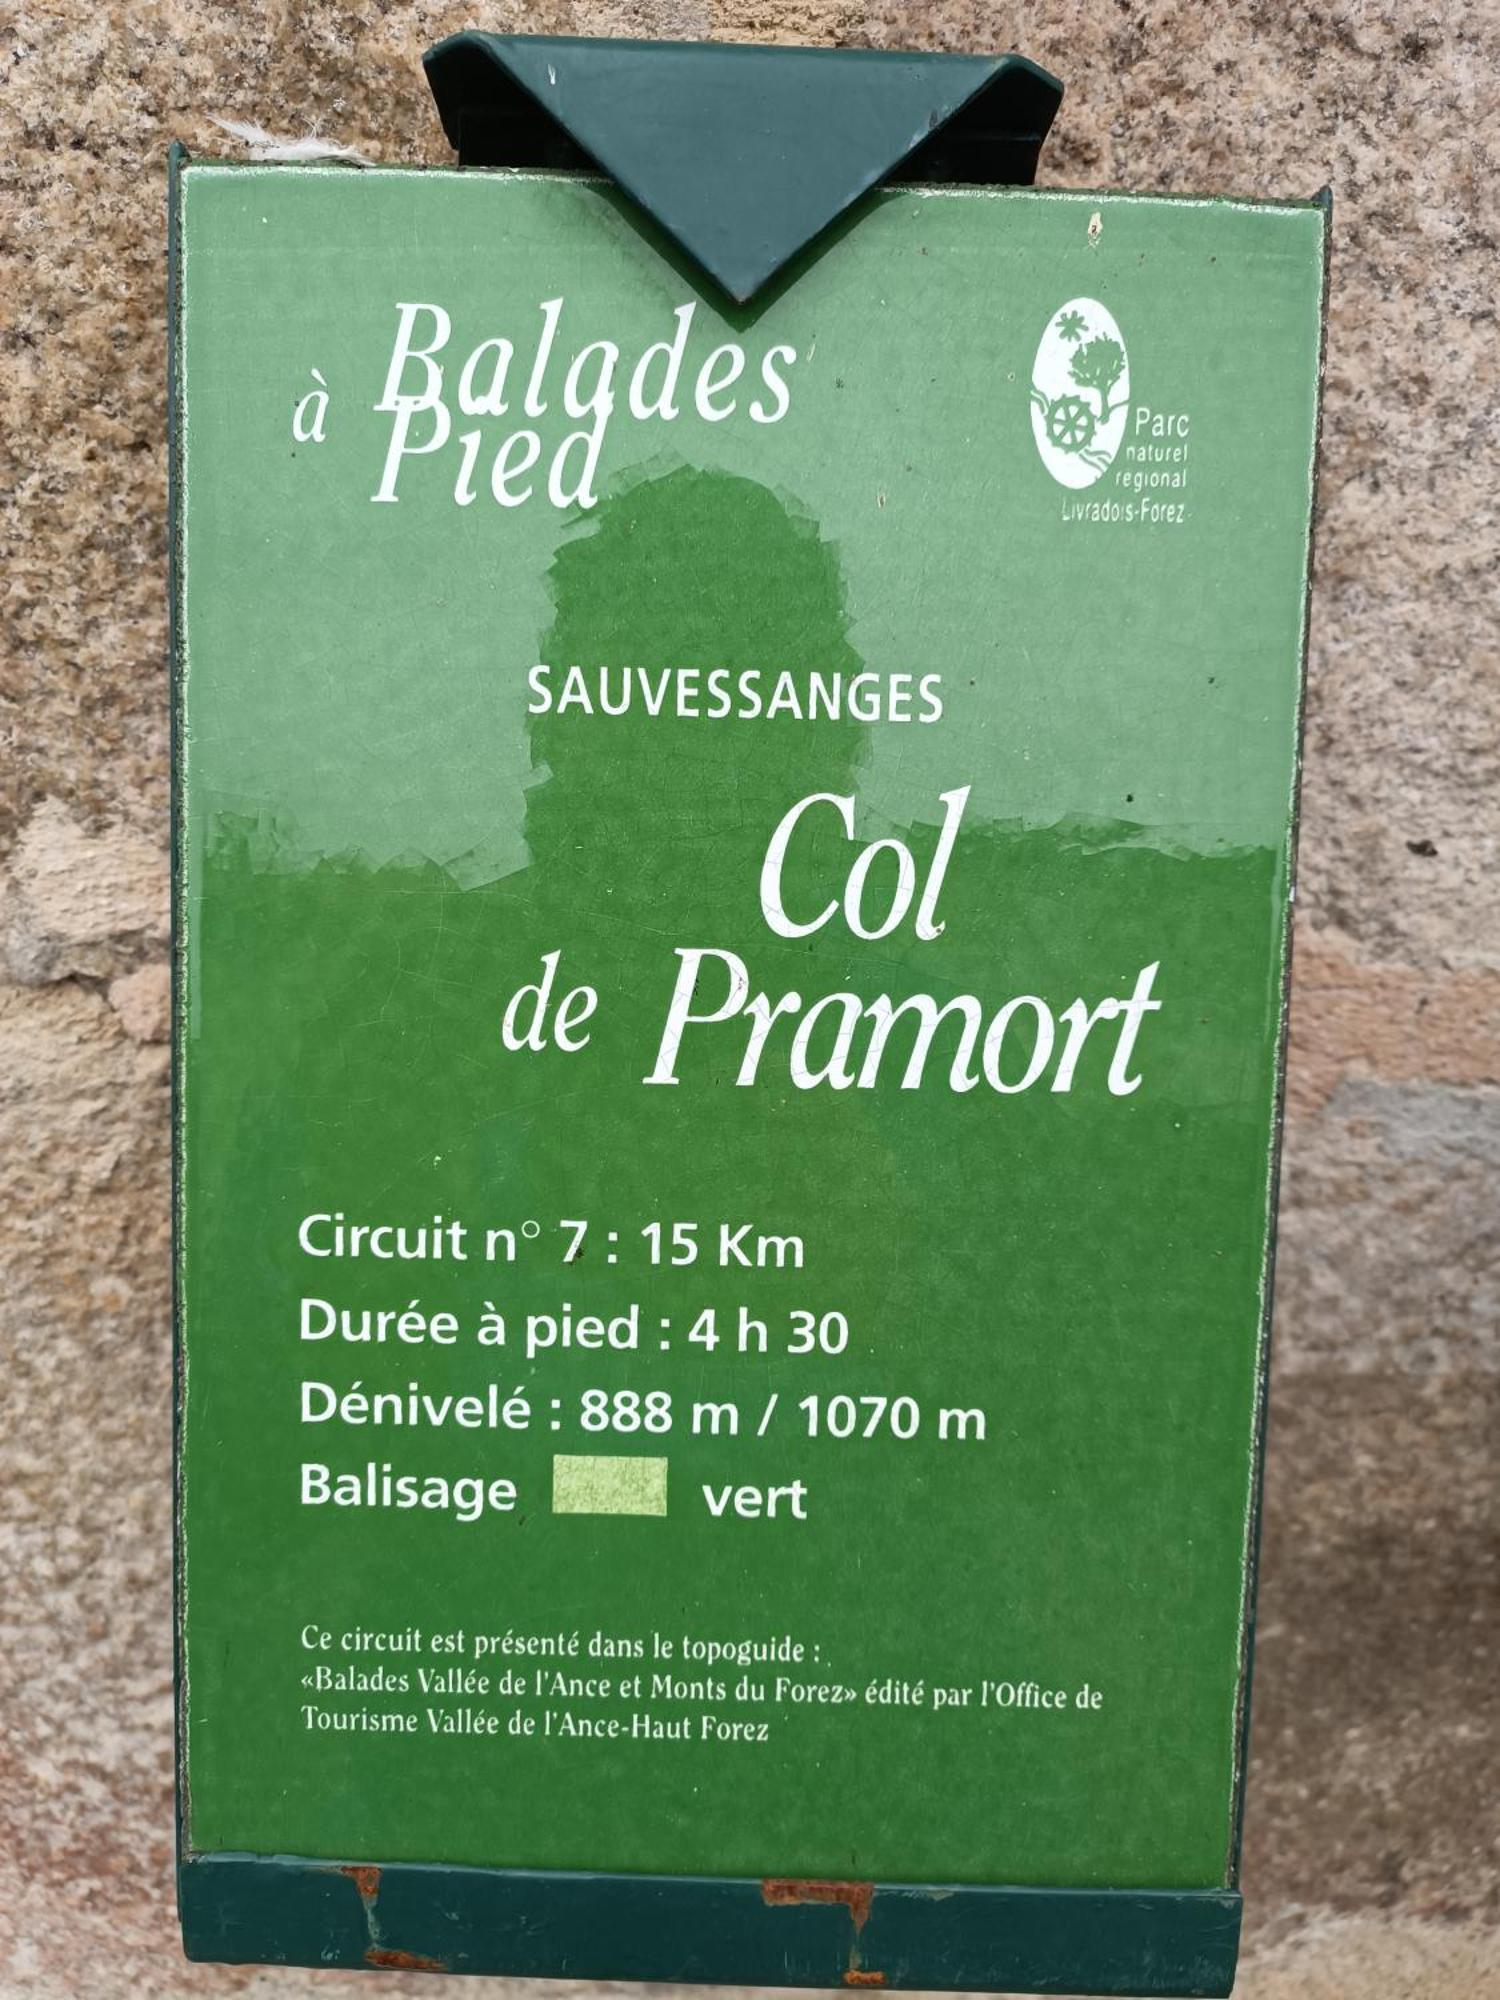 Balades
à Pied
Parc
naturel
régional
Livradois-Forez
SAUVESSANGES
Col
de Pramort
Circuit n° 7 : 15 Km
Durée à pied : 4 h 30
Dénivelé : 888 m / 1070 m
Balisage vert
Ce circuit est présenté dans le topoguide :
«Balades Vallée de l'Ance et Monts du Forez» édité par l'Office de
Tourisme Vallée de l'Ance-Haut Forez